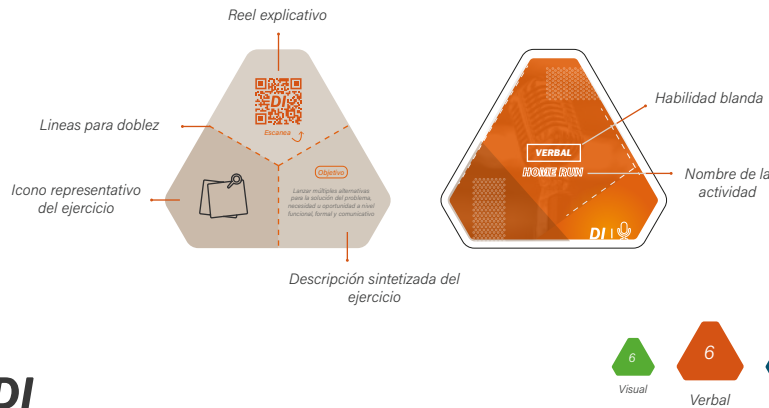 Reel explicativo
DI
Escanea
Lineas para doblez
Icono representativo
del ejercicio
Objetivo
Lanzar múltiples alternativas
para la solución del problema,
necesidad u oportunidad a nivel
funcional, formal y comunicativo
Descripción sintetizada del
ejercicio
Habilidad blanda
VERBAL
HOME RUN
Nombre de la
actividad
DI
6
Visual
6
Verbal
DI